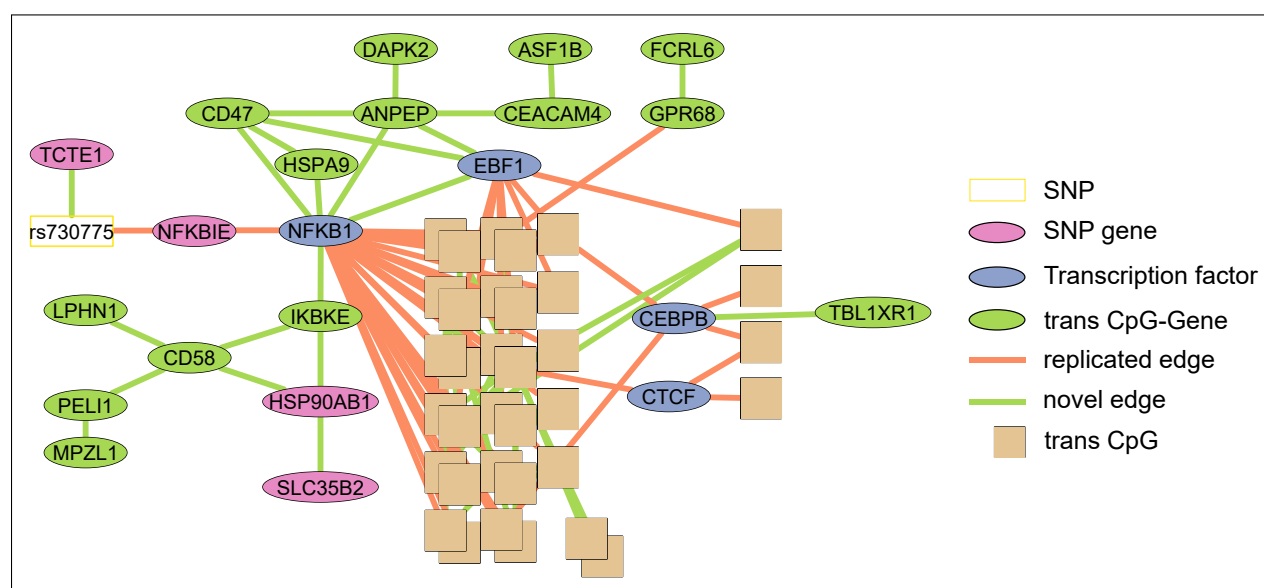 DAPK2
ASF1B
FCRL6
CD47
ANPEP
CEACAM4
GPR68
TCTE1
HSPA9
EBF1
rs730775
NFKBIE
NFKB1
LPHN1
IKBKE
CEBPB
TBL1XR1
CD58
PELI1
HSP90AB1
CTCF
MPZL1
SLC35B2
SNP
SNP gene
Transcription factor
trans CpG-Gene
replicated edge
novel edge
trans CpG